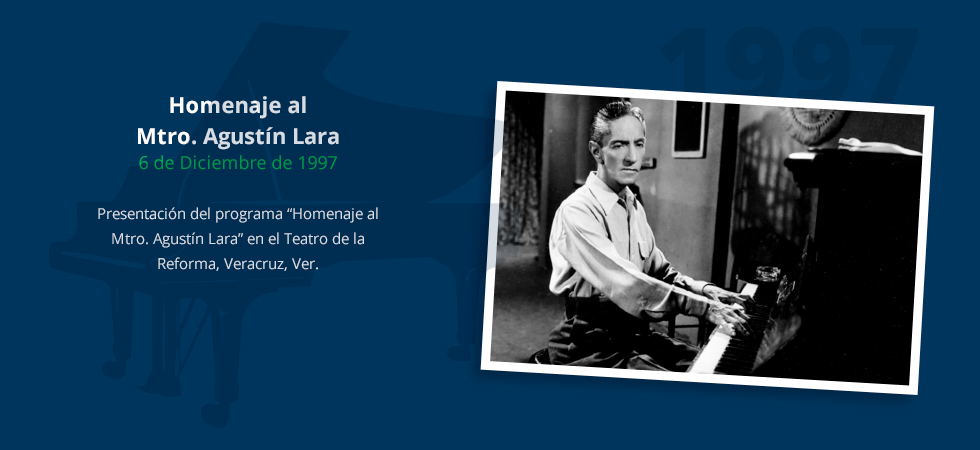 1997
Homenaje al
Mtro. Agustín Lara
6 de Diciembre de 1997
Presentación del programa “Homenaje al
Mtro. Agustín Lara” en el Teatro de la
Reforma, Veracruz, Ver.